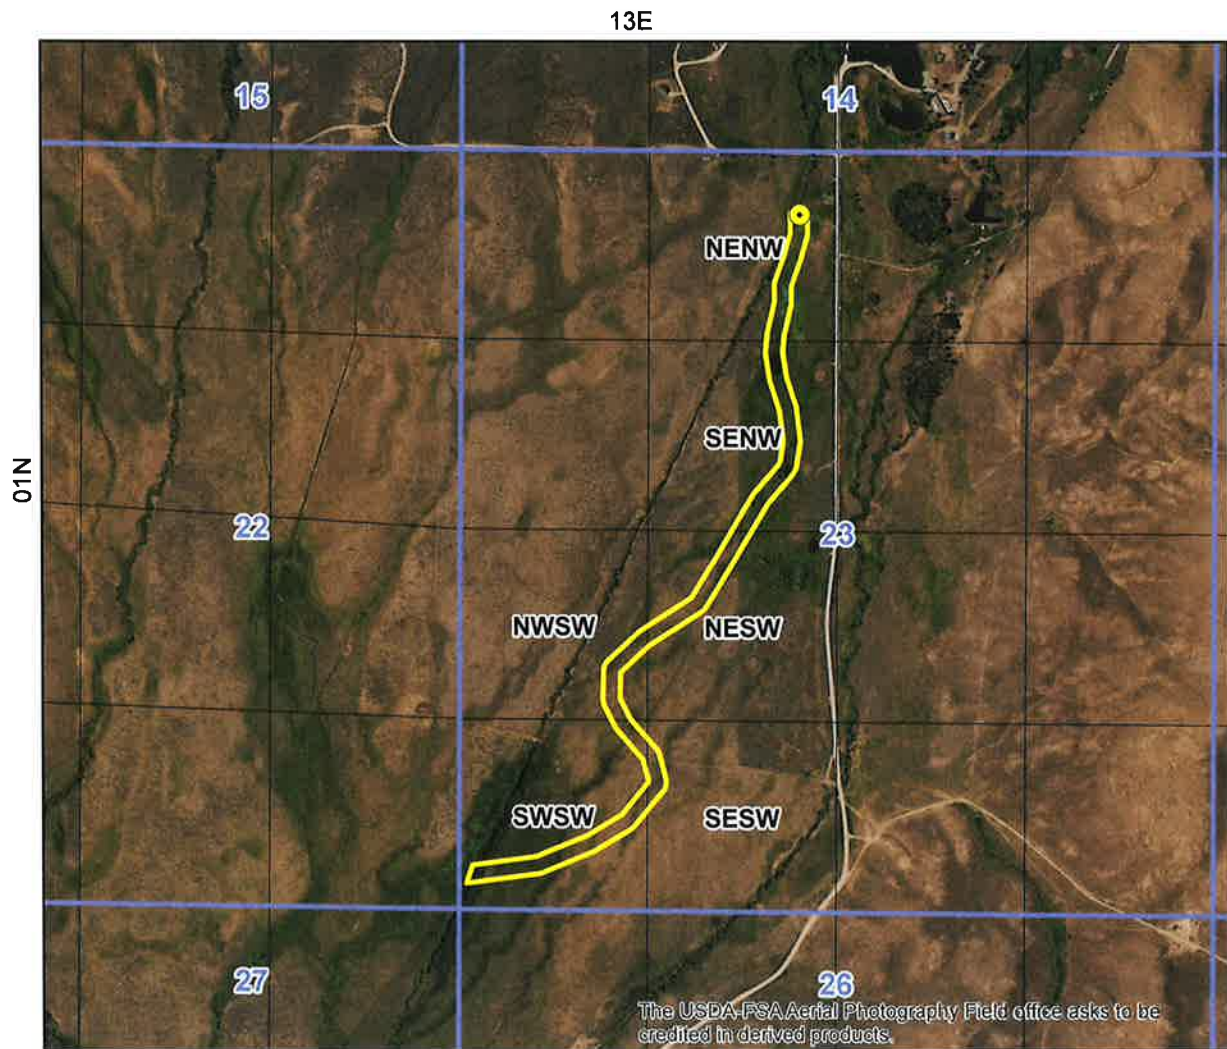 13E
15
14
NENW
SENW
01N
22
23
NWSW
NESW
SWSW
SESW
27
26
The USDA-FSA Aerial Photography Field office asks to be
credited in derived products.